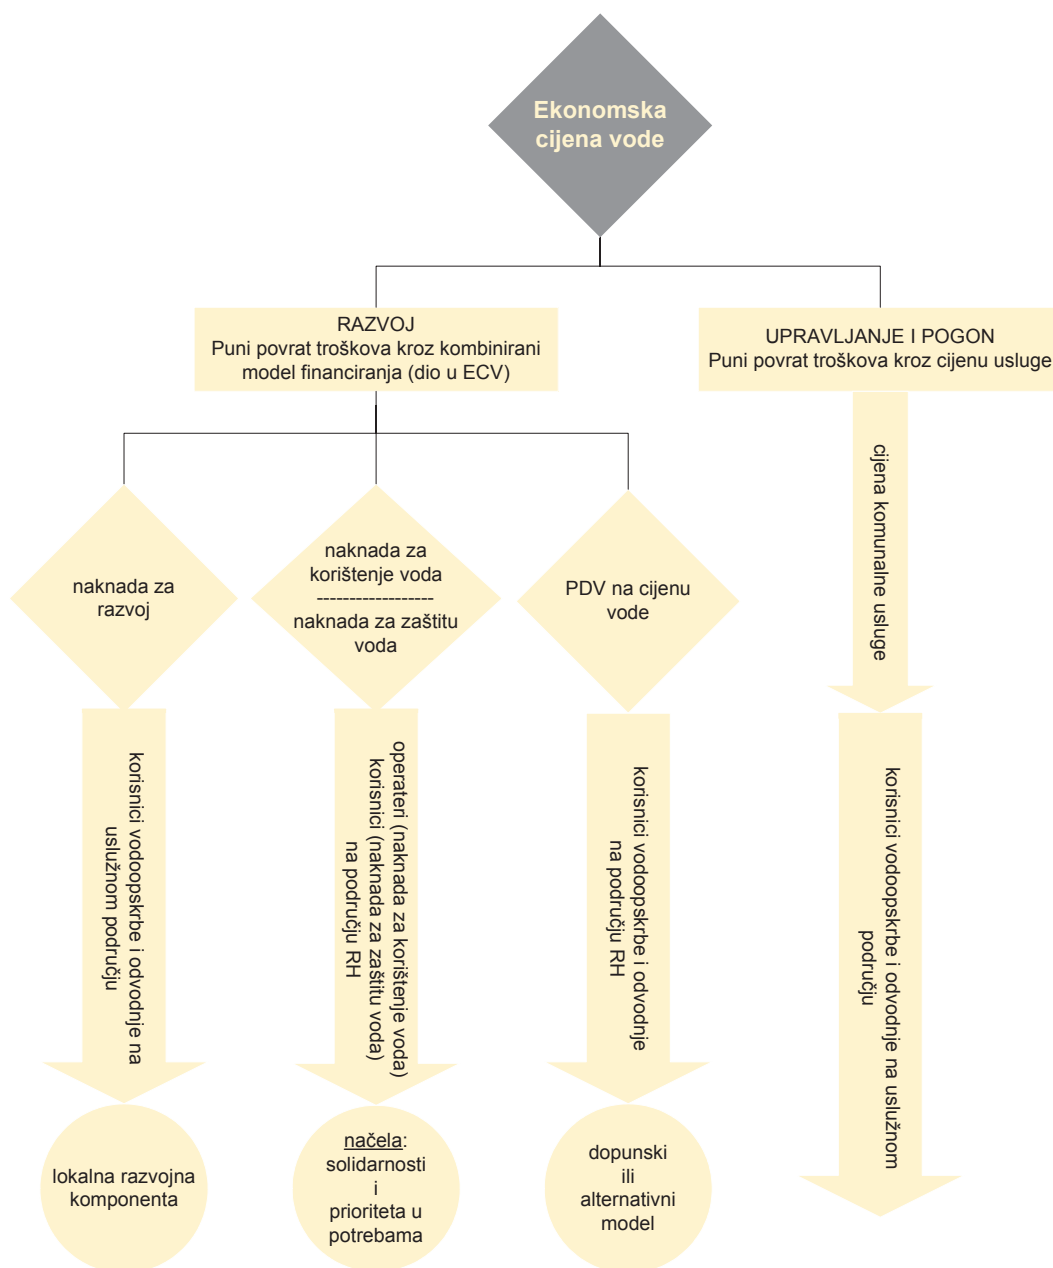 Ekonomska
cijena vode
RAZVOJ
Puni povrat troškova kroz kombinirani
model financiranja (dio u ECV)
UPRAVLJANJE I POGON
Puni povrat troškova kroz cijenu usluge
cijena komunalne usluge
naknada za
razvoj
naknada za
korištenje voda
------------------
naknada za zaštitu
voda
PDV na cijenu
vode
korisnici vodoopskrbe i odvodnje na
uslužnom području
operateri (naknada za korištenje voda)
korisnici (naknada za zaštitu voda)
na području RH
korisnici vodoopskrbe i odvodnje
na području RH
korisnici vodoopskrbe i odvodnje na uslužnom
području
lokalna razvojna
komponenta
načela:
solidarnosti
i
prioriteta u
potrebama
dopunski
ili
alternativni
model